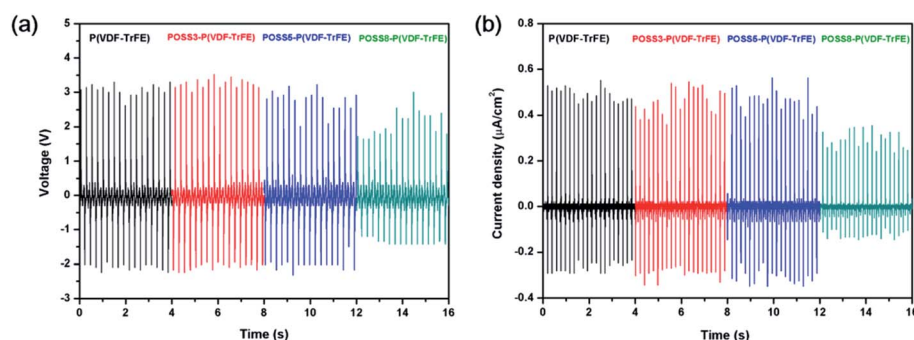 (a)
P(VDF-TrFE) POSS3-P(VDF-TrFE) POSS6-P(VDF-TrFE) POSS8-P(VDF-TrFE)
5
4
3
2
1
0
-1
-2
-3
Voltage (V)
0 2 4 6 8 10 12 14 16
Time (s)
(b)
P(VDF-TrFE) POSS3-P(VDF-TrFE) POSS6-P(VDF-TrFE) POSS8-P(VDF-TrFE)
0.8
0.6
0.4
0.2
0.0
-0.2
-0.4
Current density (μA/cm²)
0 2 4 6 8 10 12 14 16
Time (s)